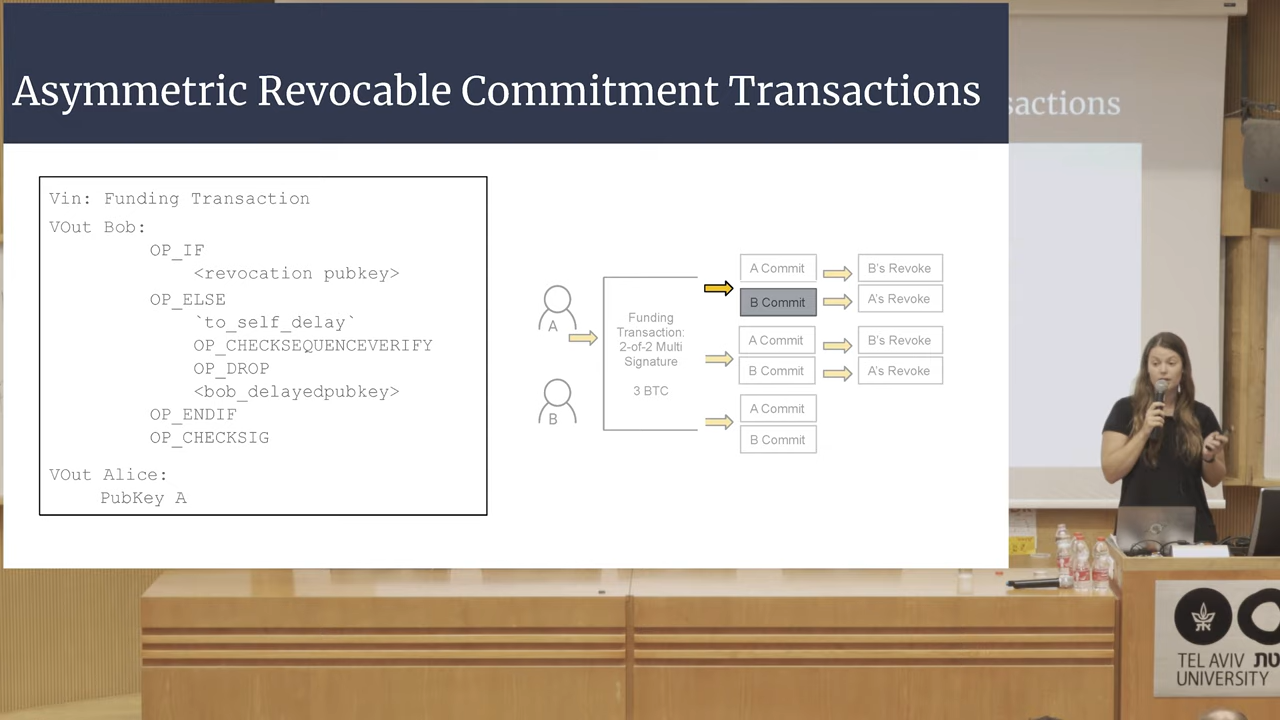 Asymmetric Revocable Commitment Transactions
sactions
Vin: Funding Transaction
VOut Bob:
OP_IF
<revocation pubkey>
OP_ELSE
`to_self_delay`
OP_CHECKSEQUENCEVERIFY
OP_DROP
<bob_delayedpubkey>
OP_ENDIF
OP_CHECKSIG
VOut Alice:
PubKey A
A
B
Funding
Transaction:
2-of-2 Multi
Signature
3 BTC
A Commit
B's Revoke
B Commit
A's Revoke
A Commit
B's Revoke
B Commit
A's Revoke
A Commit
B Commit
TEL AVIV
UNIVERSITY